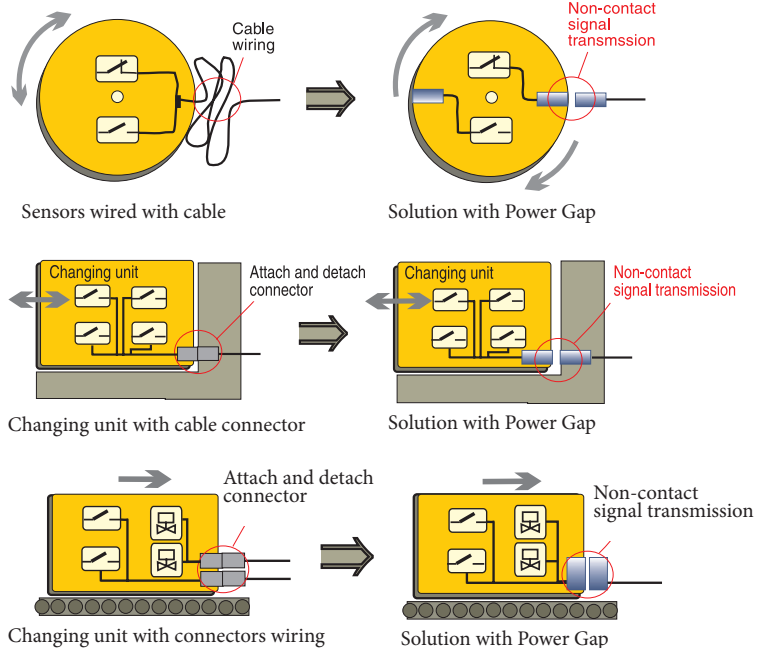 Cable
wiring
Non-contact
signal
transmssion
Sensors wired with cable
Solution with Power Gap
Changing unit
Attach and detach
connector
Changing unit
Non-contact
signal transmission
Changing unit with cable connector
Solution with Power Gap
Attach and detach
connector
Non-contact
signal transmission
Changing unit with connectors wiring
Solution with Power Gap